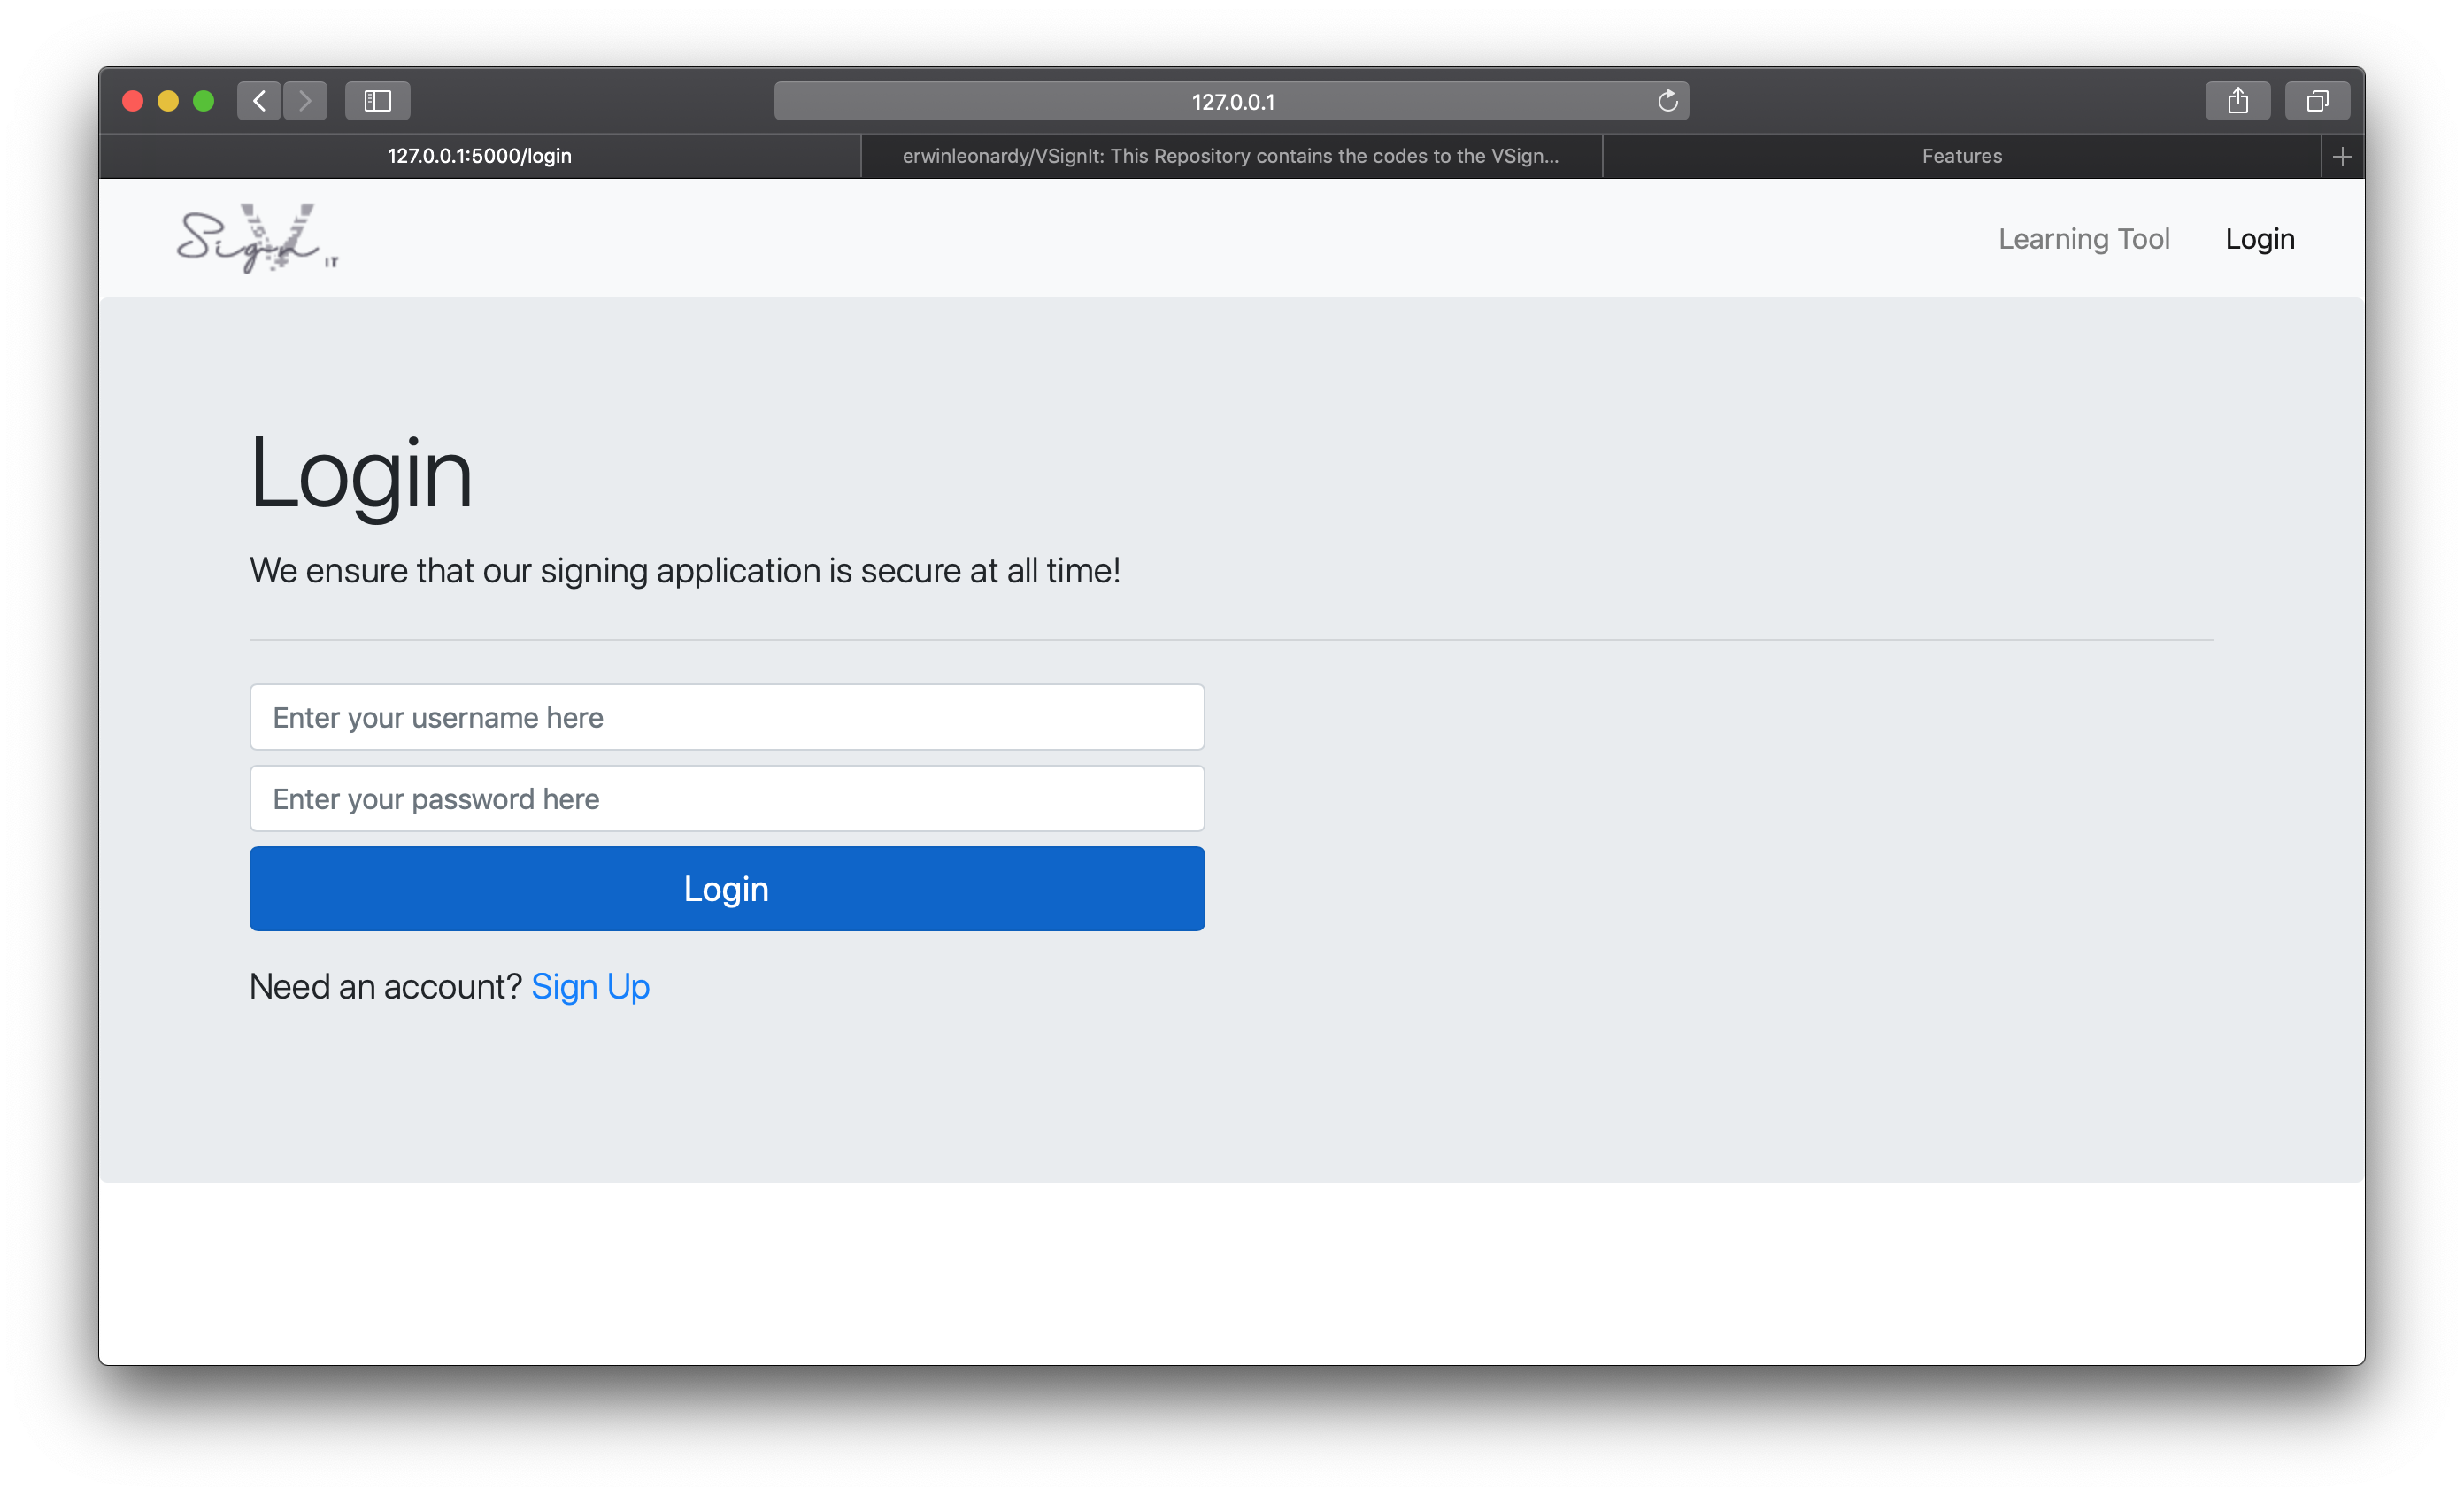 127.0.0.1
127.0.0.1:5000/login
erwinleonardy/VSignIt: This Repository contains the codes to the VSign...
Features
Sign V IT
Learning Tool
Login
Login
We ensure that our signing application is secure at all time!
Enter your username here
Enter your password here
Login
Need an account? Sign Up